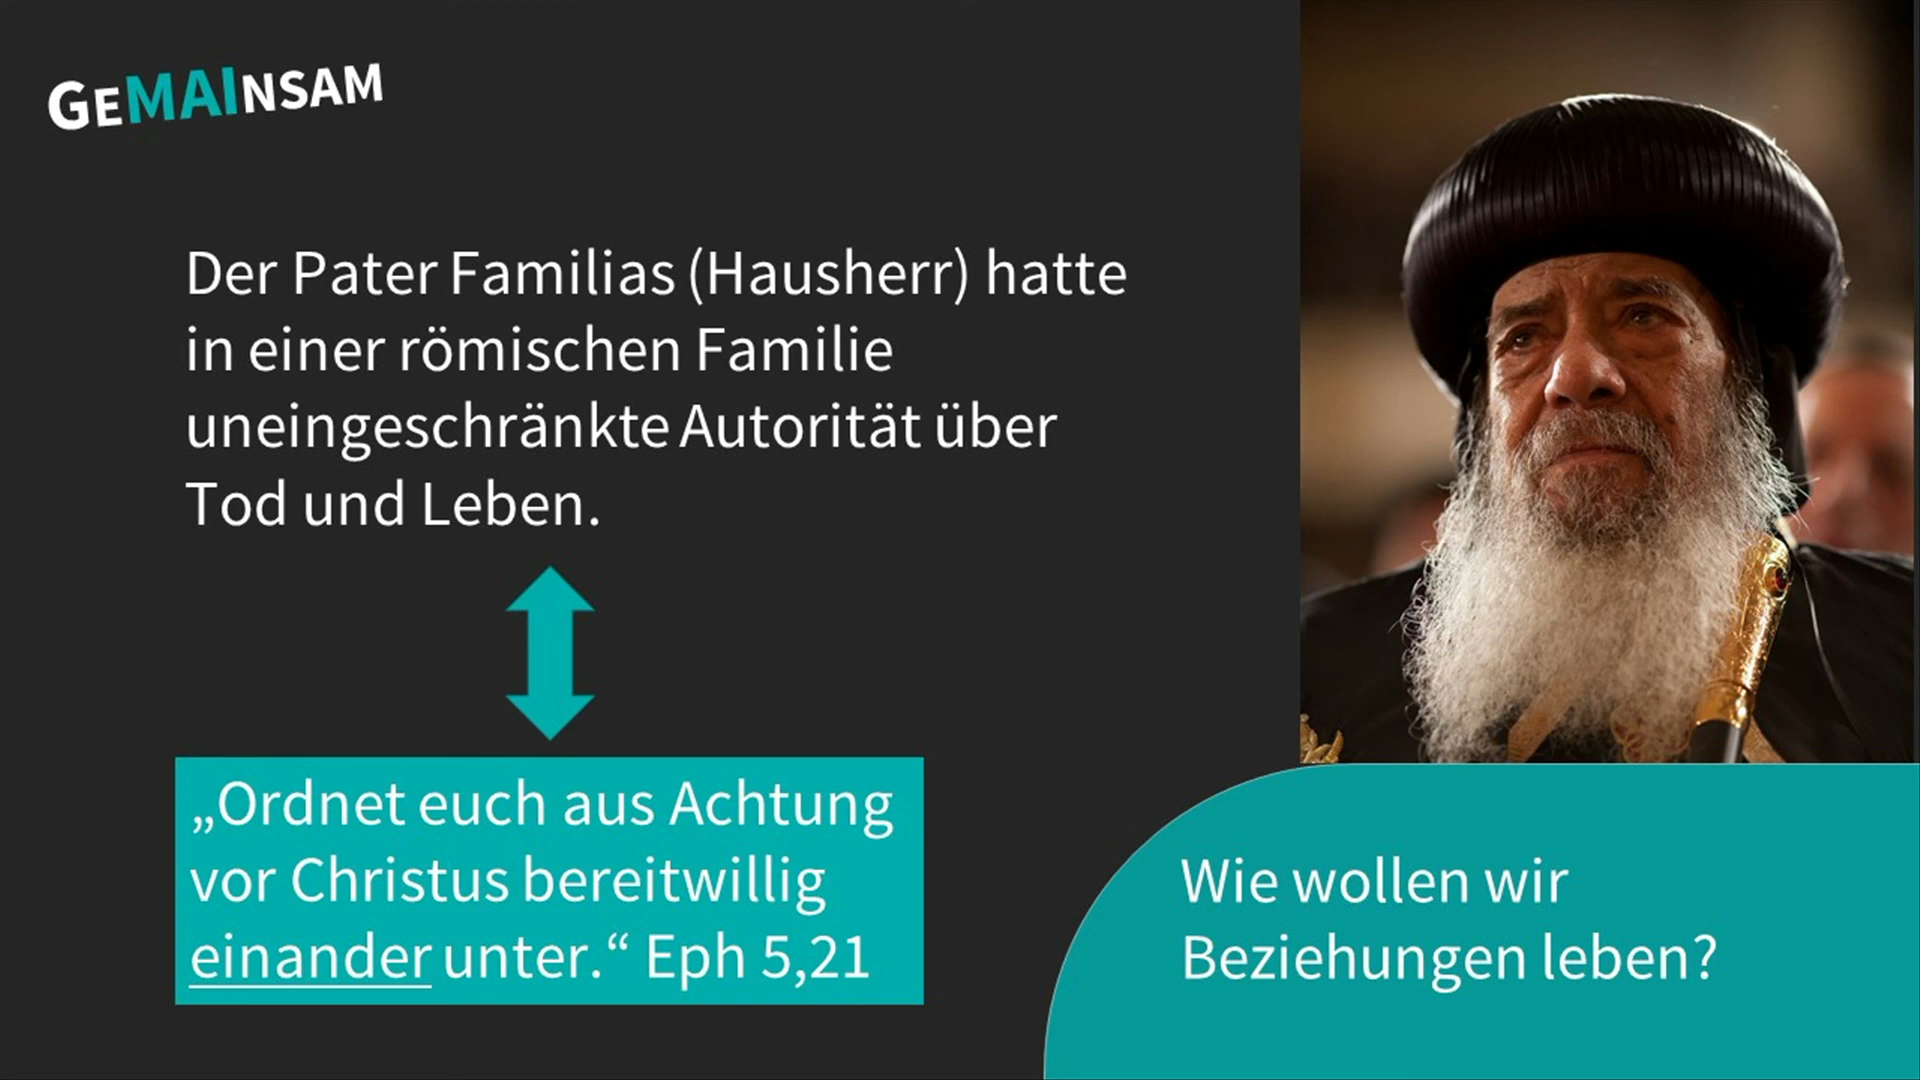 GEMAINSAM
Der Pater Familias (Hausherr) hatte
in einer römischen Familie
uneingeschränkte Autorität über
Tod und Leben.
„Ordnet euch aus Achtung
vor Christus bereitwillig
einander unter.“ Eph 5,21
Wie wollen wir
Beziehungen leben?